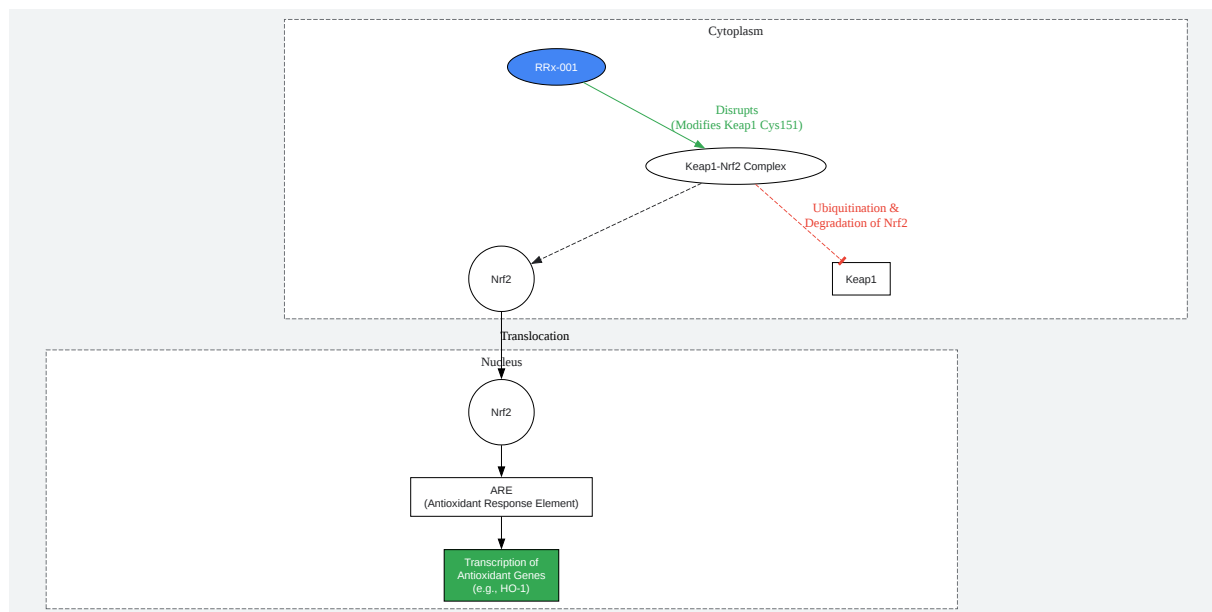 Cytoplasm
RRx-001
Disrupts
(Modifies Keap1 Cys151)
Keap1-Nrf2 Complex
Ubiquitination &
Degradation of Nrf2
Nrf2
Keap1
Translocation
Nucleus
Nrf2
ARE
(Antioxidant Response Element)
Transcription of
Antioxidant Genes
(e.g., HO-1)